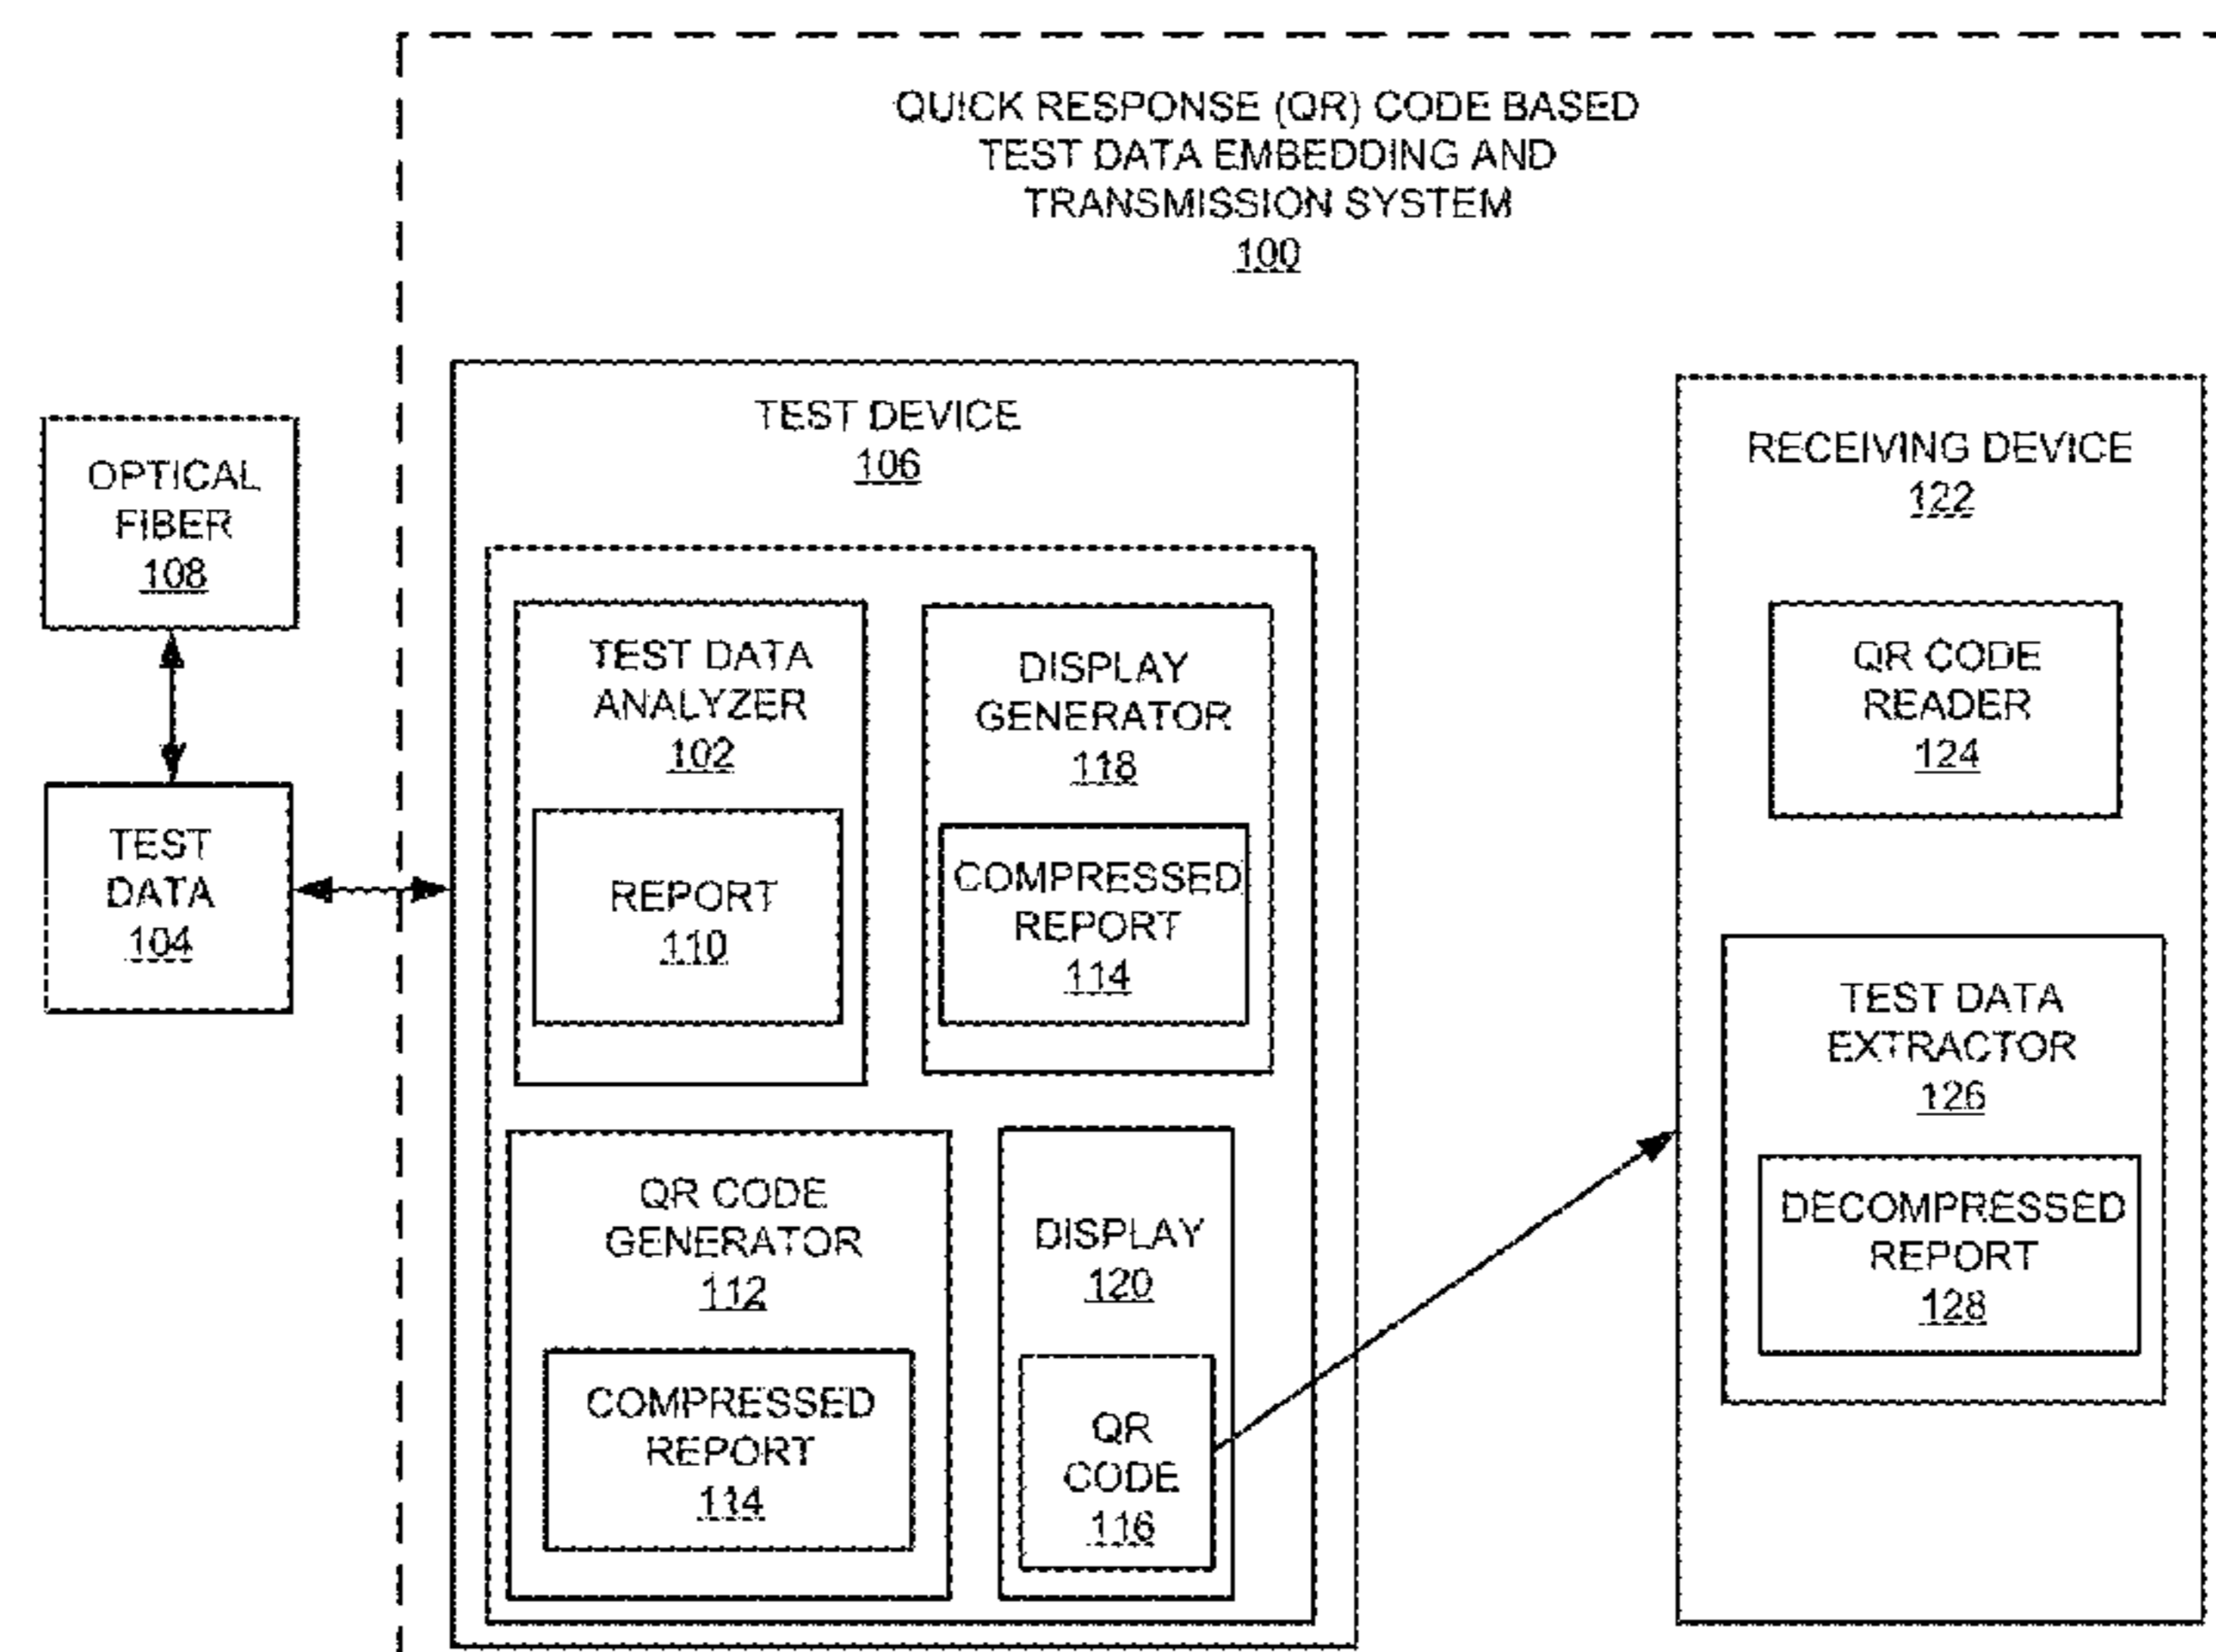 QUICK RESPONSE (QR) CODE BASED
TEST DATA EMBEDDING AND
TRANSMISSION SYSTEM
100
OPTICAL
FIBER
108
TEST
DATA
104
TEST DEVICE
106
TEST DATA
ANALYZER
102
REPORT
110
DISPLAY
GENERATOR
118
COMPRESSED
REPORT
114
QR CODE
GENERATOR
112
COMPRESSED
REPORT
114
DISPLAY
120
QR
CODE
116
RECEIVING DEVICE
122
QR CODE
READER
124
TEST DATA
EXTRACTOR
126
DECOMPRESSED
REPORT
128